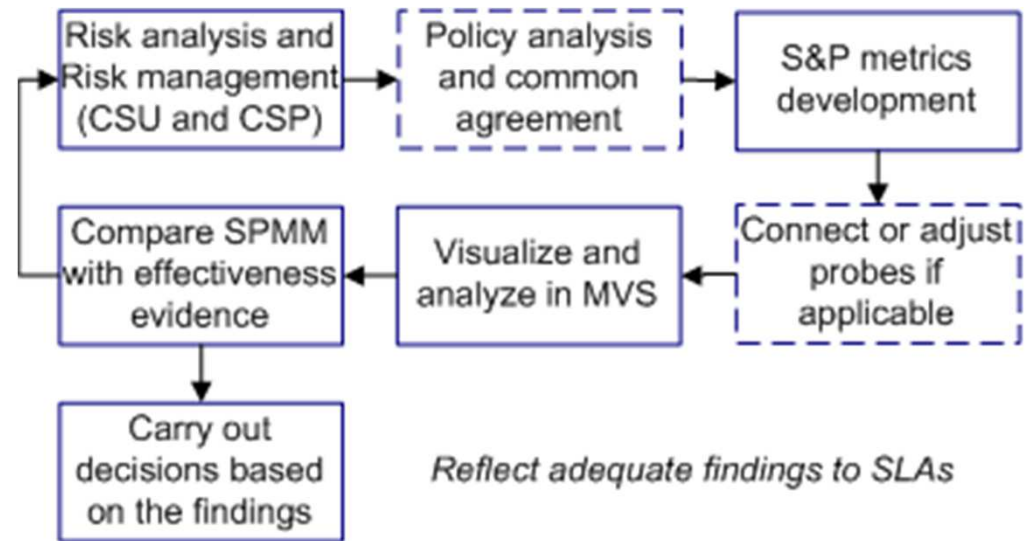 Risk analysis and
Risk management
(CSU and CSP)
Policy analysis
and common
agreement
S&P metrics
development
Connect or adjust
probes if
applicable
Visualize and
analyze in MVS
Compare SPMM
with effectiveness
evidence
Carry out
decisions based
on the findings
Reflect adequate findings to SLAs